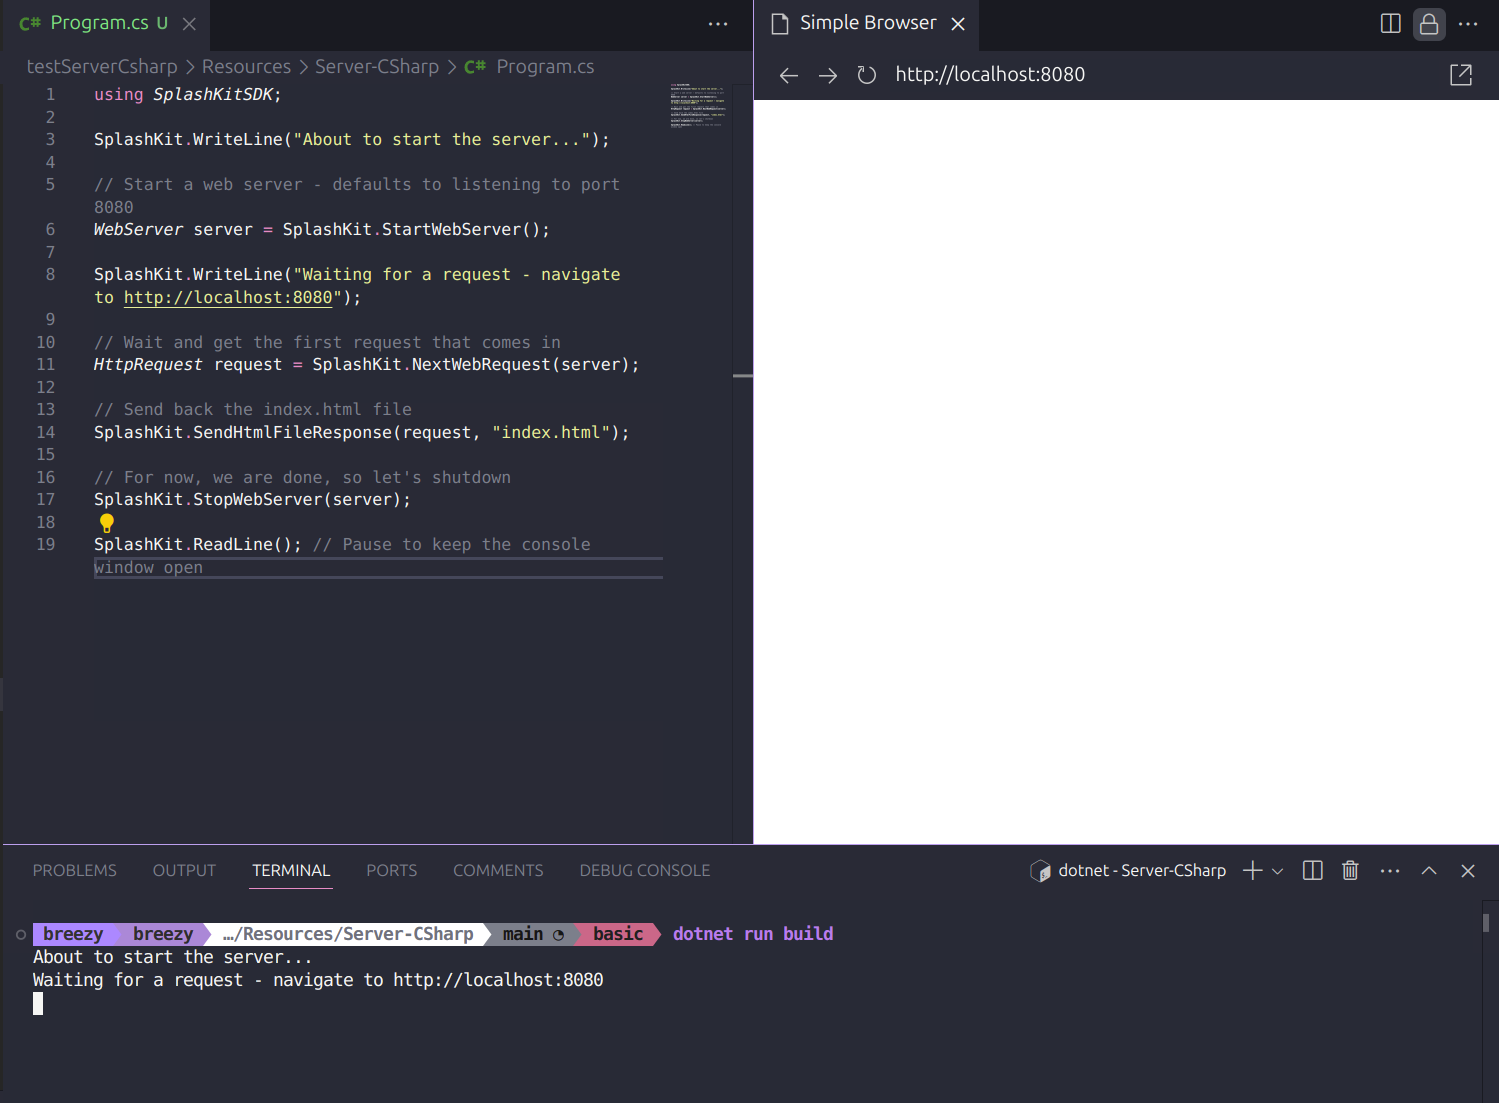 C# Program.cs U
testServerCsharp > Resources > Server-CSharp > C# Program.cs
1 using SplashKitSDK;
2
3 SplashKit.WriteLine("About to start the server...");
4
5 // Start a web server - defaults to listening to port
8080
6 WebServer server = SplashKit.StartWebServer();
7
8 SplashKit.WriteLine("Waiting for a request - navigate
to http://localhost:8080");
9
10 // Wait and get the first request that comes in
11 HttpRequest request = SplashKit.NextWebRequest(server);
12
13 // Send back the index.html file
14 SplashKit.SendHtmlFileResponse(request, "index.html");
15
16 // For now, we are done, so let's shutdown
17 SplashKit.StopWebServer(server);
18
19 SplashKit.ReadLine(); // Pause to keep the console
window open
Simple Browser
http://localhost:8080
PROBLEMS OUTPUT TERMINAL PORTS COMMENTS DEBUG CONSOLE
dotnet - Server-CSharp
breezy breezy …/Resources/Server-CSharp main basic dotnet run build
About to start the server...
Waiting for a request - navigate to http://localhost:8080